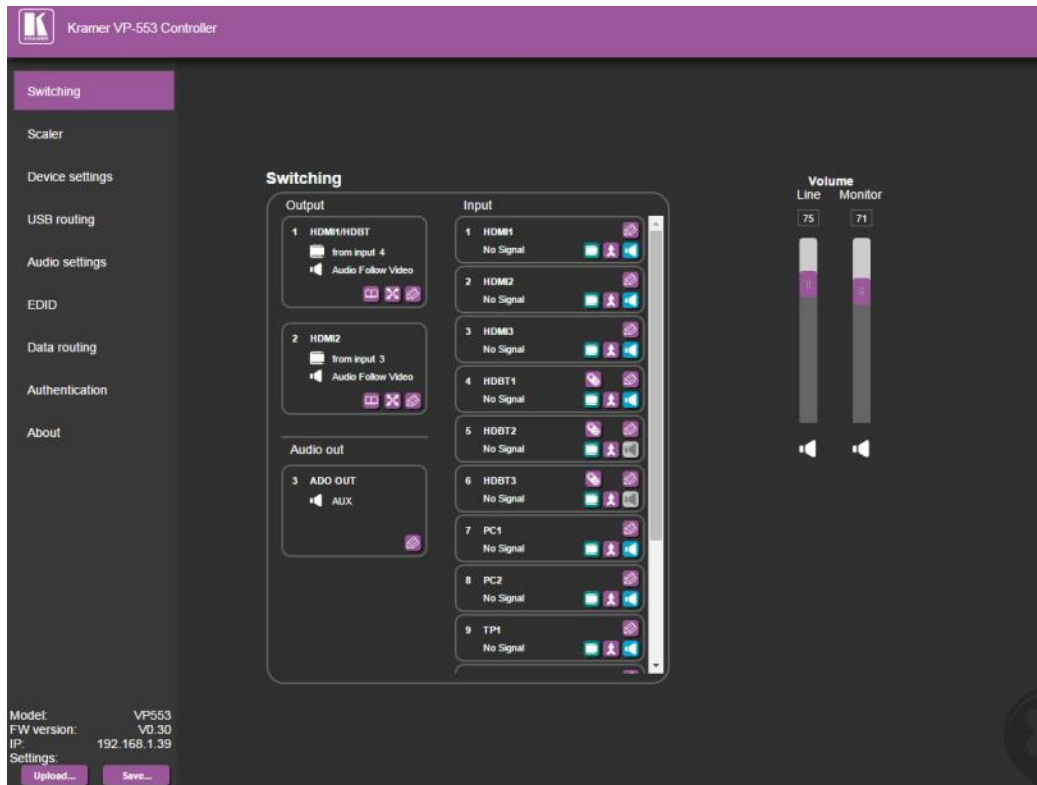 Kramer VP-553 Controller
Switching
Scaler
Device settings
USB routing
Audio settings
EDID
Data routing
Authentication
About
Model: VP553
FW version: V0.30
IP: 192.168.1.39
Settings:
Upload... Save...
Switching
Output
1 HDMI1/HDBT
from input 4
Audio Follow Video
2 HDMI2
from input 3
Audio Follow Video
Audio out
3 ADO OUT
AUX
Input
1 HDMI1
No Signal
2 HDMI2
No Signal
3 HDMI3
No Signal
4 HDBT1
No Signal
5 HDBT2
No Signal
6 HDBT3
No Signal
7 PC1
No Signal
8 PC2
No Signal
9 TP1
No Signal
Volume
Line Monitor
75 71